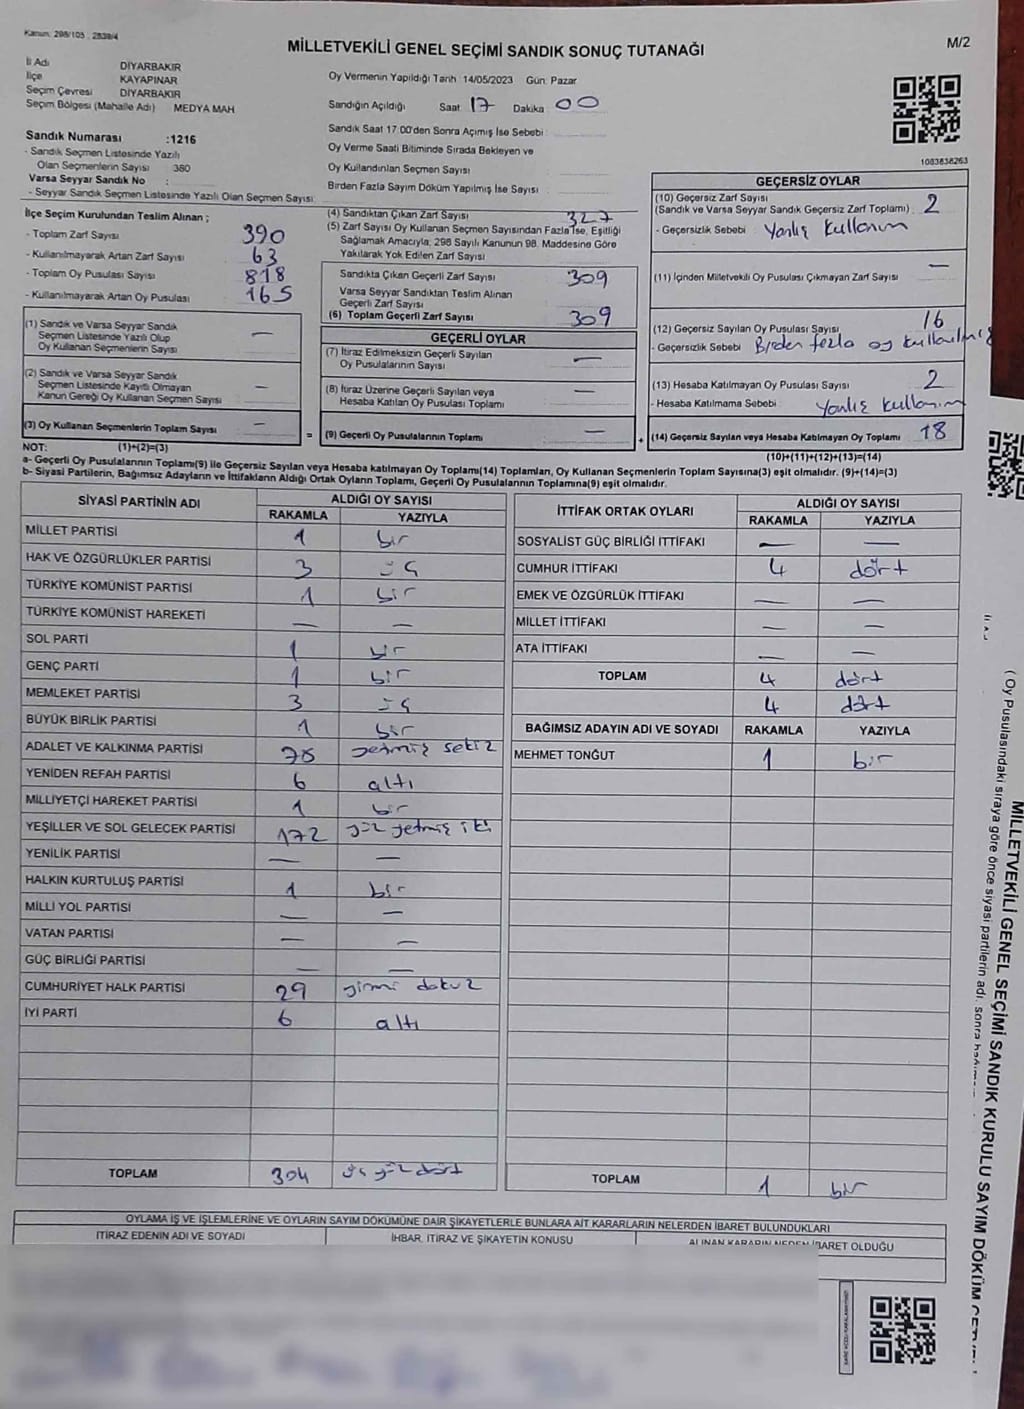 Kanun: 298/105 - 2839/4
MİLLETVEKİLİ GENEL SEÇİMİ SANDIK SONUÇ TUTANAĞI
M/2
İl Adı DİYARBAKIR
İlçe KAYAPINAR
Seçim Çevresi DİYARBAKIR
Seçim Bölgesi (Mahalle Adı) MEDYA MAH
Sandık Numarası :1216
- Sandık Seçmen Listesinde Yazılı
Olan Seçmenlerin Sayısı 380
Varsa Seyyar Sandık No :
- Seyyar Sandık Seçmen Listesinde Yazılı Olan Seçmen Sayısı:
Oy Vermenin Yapıldığı Tarih 14/05/2023 Gün: Pazar
Sandığın Açıldığı Saat 17 Dakika 00
Sandık Saat 17:00'den Sonra Açımış İse Sebebi
Oy Verme Saati Bitiminde Sırada Bekleyen ve
Oy Kullandırılan Seçmen Sayısı
Birden Fazla Sayım Döküm Yapılmış İse Sayısı
1083838263
İlçe Seçim Kurulundan Teslim Alınan ;
- Toplam Zarf Sayısı 390
- Kullanılmayarak Artan Zarf Sayısı 63
- Toplam Oy Pusulası Sayısı 818
- Kullanılmayarak Artan Oy Pusulası 165
(1) Sandık ve Varsa Seyyar Sandık
Seçmen Listesinde Yazılı Olup
Oy Kullanan Seçmenlerin Sayısı —
(2) Sandık ve Varsa Seyyar Sandık
Seçmen Listesinde Kayıtlı Olmayan
Kanun Gereği Oy Kullanan Seçmen Sayısı —
(3) Oy Kullanan Seçmenlerin Toplam Sayısı —
(4) Sandıktan Çıkan Zarf Sayısı 327
(5) Zarf Sayısı Oy Kullanan Seçmen Sayısından Fazla İse, Eşitliği
Sağlamak Amacıyla, 298 Sayılı Kanunun 98. Maddesine Göre
Yakılarak Yok Edilen Zarf Sayısı
Sandıkta Çıkan Geçerli Zarf Sayısı 309
Varsa Seyyar Sandıktan Teslim Alınan
Geçerli Zarf Sayısı
(6) Toplam Geçerli Zarf Sayısı 309
GEÇERLİ OYLAR
(7) İtiraz Edilmeksizin Geçerli Sayılan
Oy Pusulalarının Sayısı —
(8) İtiraz Üzerine Geçerli Sayılan veya
Hesaba Katılan Oy Pusulası Toplamı —
= (9) Geçerli Oy Pusulalarının Toplamı — +
GEÇERSİZ OYLAR
(10) Geçersiz Zarf Sayısı
(Sandık ve Varsa Seyyar Sandık Geçersiz Zarf Toplamı) 2
- Geçersizlik Sebebi Yanlış kullanım
(11) İçinden Milletvekili Oy Pusulası Çıkmayan Zarf Sayısı —
(12) Geçersiz Sayılan Oy Pusulası Sayısı 16
- Geçersizlik Sebebi Birden fazla oy kullanılmış
(13) Hesaba Katılmayan Oy Pusulası Sayısı 2
- Hesaba Katılmama Sebebi Yanlış kullanım
(14) Geçersiz Sayılan veya Hesaba Katılmayan Oy Toplamı 18
NOT: (1)+(2)=(3)
(10)+(11)+(12)+(13)=(14)
a- Geçerli Oy Pusulalarının Toplamı(9) ile Geçersiz Sayılan veya Hesaba katılmayan Oy Toplamı(14) Toplamları, Oy Kullanan Seçmenlerin Toplam Sayısına(3) eşit olmalıdır. (9)+(14)=(3)
b- Siyasi Partilerin, Bağımsız Adayların ve İttifakların Aldığı Ortak Oyların Toplamı, Geçerli Oy Pusulalarının Toplamına(9) eşit olmalıdır.
SİYASİ PARTİNİN ADI ALDIĞI OY SAYISI
RAKAMLA YAZIYLA
MİLLET PARTİSİ 1 bir
HAK VE ÖZGÜRLÜKLER PARTİSİ 3 üç
TÜRKİYE KOMÜNİST PARTİSİ 1 bir
TÜRKİYE KOMÜNİST HAREKETİ — —
SOL PARTİ 1 bir
GENÇ PARTİ 1 bir
MEMLEKET PARTİSİ 3 üç
BÜYÜK BİRLİK PARTİSİ 1 bir
ADALET VE KALKINMA PARTİSİ 78 yetmiş sekiz
YENİDEN REFAH PARTİSİ 6 altı
MİLLİYETÇİ HAREKET PARTİSİ 1 bir
YEŞİLLER VE SOL GELECEK PARTİSİ 172 yüz yetmiş iki
YENİLİK PARTİSİ — —
HALKIN KURTULUŞ PARTİSİ 1 bir
MİLLİ YOL PARTİSİ — —
VATAN PARTİSİ — —
GÜÇ BİRLİĞİ PARTİSİ — —
CUMHURİYET HALK PARTİSİ 29 yirmi dokuz
İYİ PARTİ 6 altı
TOPLAM 304 üç yüz dört
İTTİFAK ORTAK OYLARI ALDIĞI OY SAYISI
RAKAMLA YAZIYLA
SOSYALİST GÜÇ BİRLİĞİ İTTİFAKI — —
CUMHUR İTTİFAKI 4 dört
EMEK VE ÖZGÜRLÜK İTTİFAKI — —
MİLLET İTTİFAKI — —
ATA İTTİFAKI — —
TOPLAM 4 dört
4 dört
BAĞIMSIZ ADAYIN ADI VE SOYADI RAKAMLA YAZIYLA
MEHMET TONĞUT 1 bir
TOPLAM 1 bir
OYLAMA İŞ VE İŞLEMLERİNE VE OYLARIN SAYIM DÖKÜMÜNE DAİR ŞİKAYETLERLE BUNLARA AİT KARARLARIN NELERDEN İBARET BULUNDUKLARI
İTİRAZ EDENİN ADI VE SOYADI İHBAR, İTİRAZ VE ŞİKAYETİN KONUSU ALINAN KARARIN NEDEN İBARET OLDUĞU
MİLLETVEKİLİ GENEL SEÇİMİ SANDIK KURULU SAYIM DÖKÜM
( Oy Pusulasındaki sıraya göre önce siyasi partilerin adı, sonra